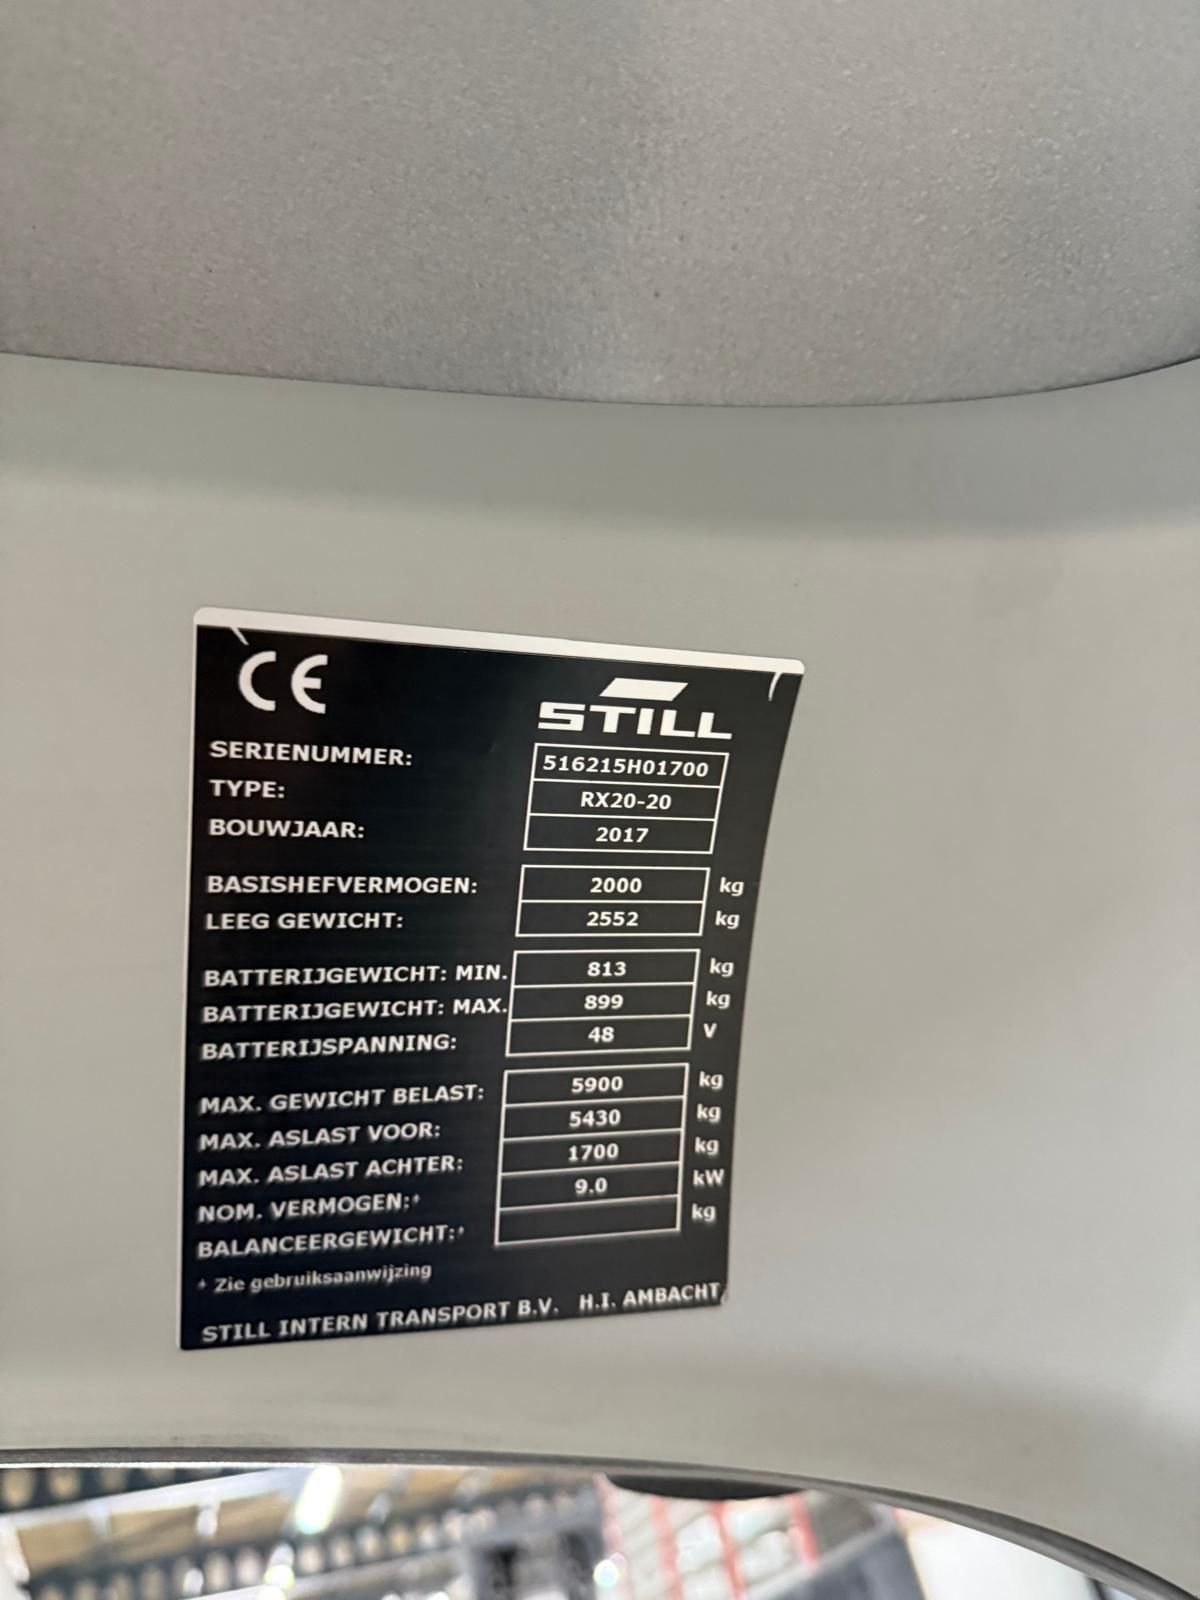 CE
STILL
SERIENUMMER: 516215H01700
TYPE: RX20-20
BOUWJAAR: 2017
BASISHEFVERMOGEN: 2000 kg
LEEG GEWICHT: 2552 kg
BATTERIJGEWICHT: MIN. 813 kg
BATTERIJGEWICHT: MAX. 899 kg
BATTERIJSPANNING: 48 V
MAX. GEWICHT BELAST: 5900 kg
MAX. ASLAST VOOR: 5430 kg
MAX. ASLAST ACHTER: 1700 kg
NOM. VERMOGEN:* 9.0 kW
BALANCEERGEWICHT:* kg
* Zie gebruiksaanwijzing
STILL INTERN TRANSPORT B.V. H.I. AMBACHT